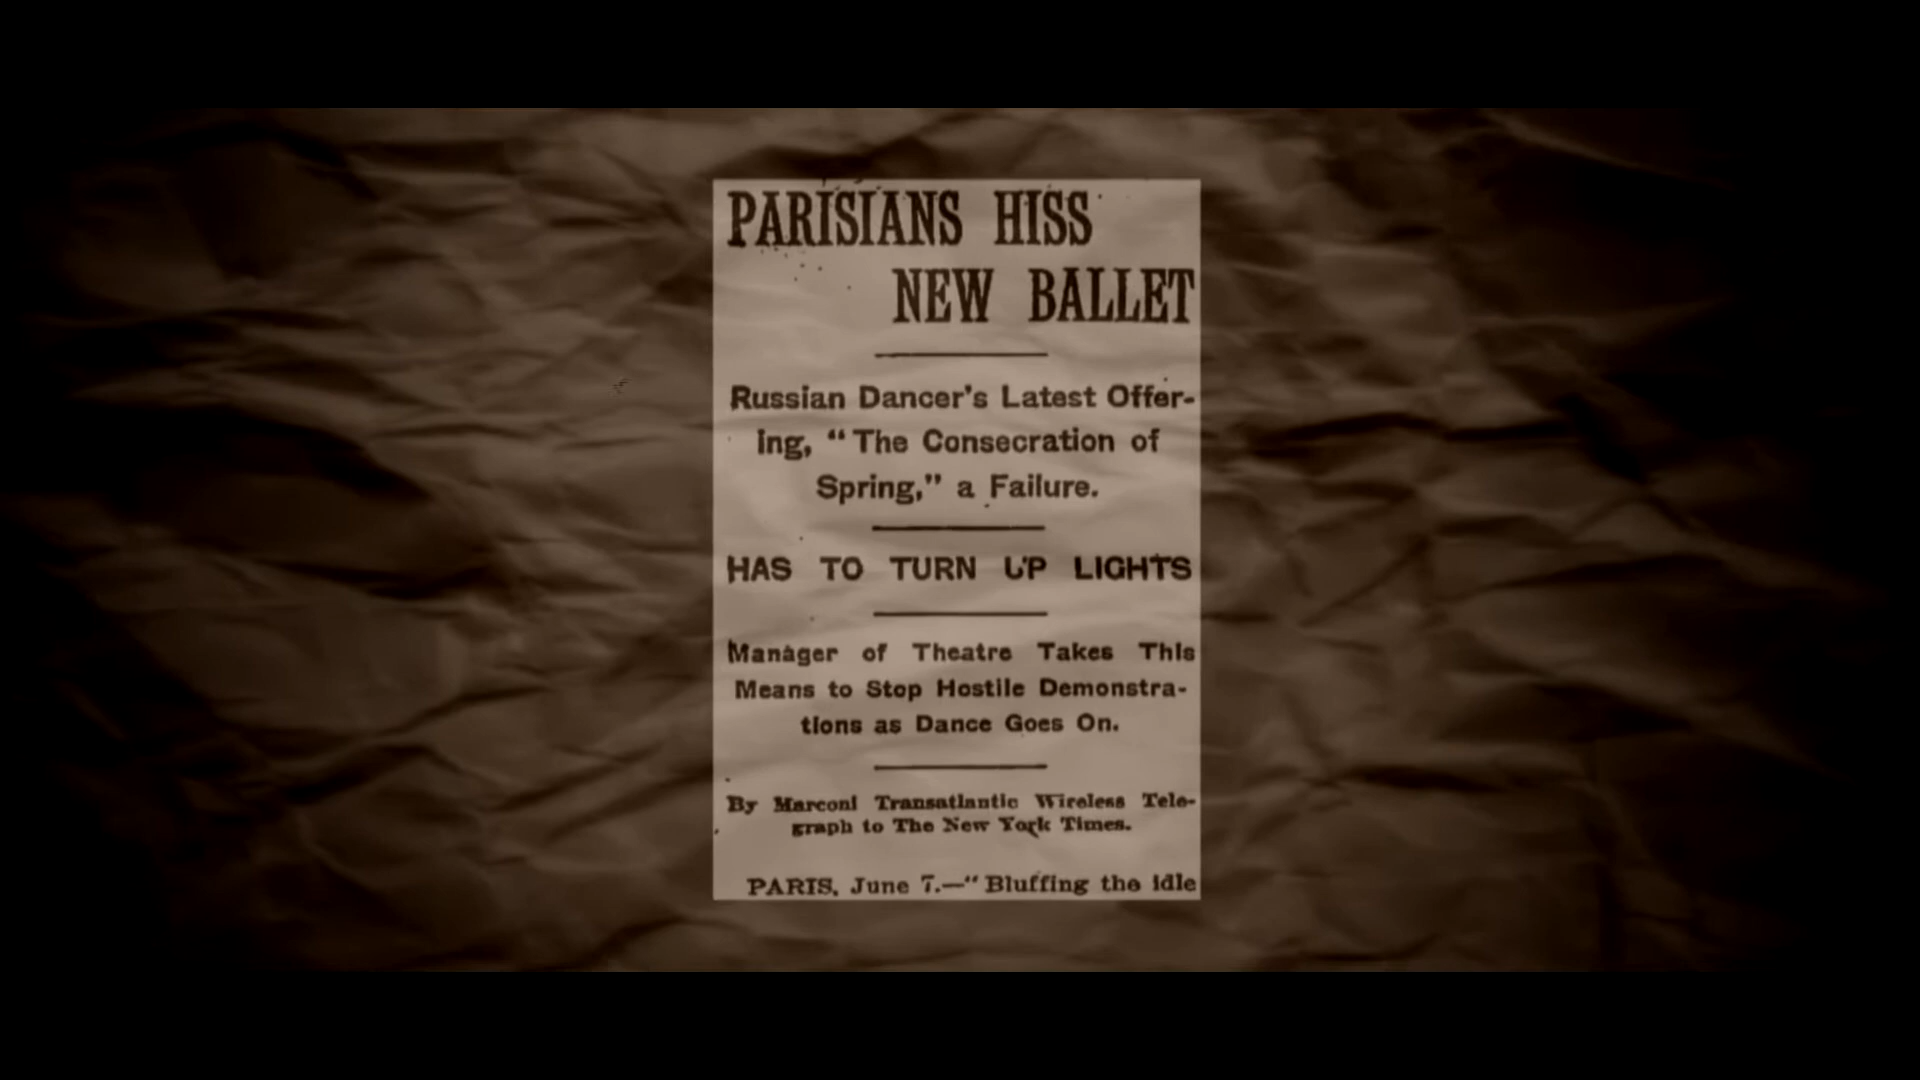 PARISIANS HISS
NEW BALLET
Russian Dancer's Latest Offer-
ing, "The Consecration of
Spring," a Failure.
HAS TO TURN UP LIGHTS
Manager of Theatre Takes This
Means to Stop Hostile Demonstra-
tions as Dance Goes On.
By Marconi Transatlantic Wireless Tele-
graph to The New York Times.
PARIS, June 7.—"Bluffing the idle